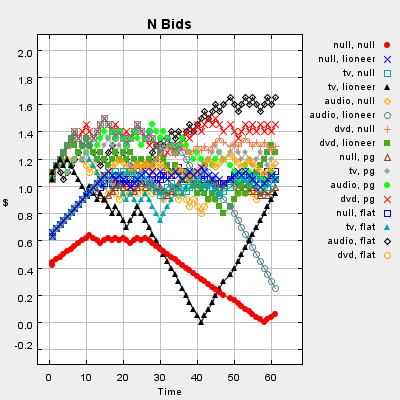 N Bids
2.0
1.8
1.6
1.4
1.2
1.0
0.8
0.6
0.4
0.2
0.0
-0.2
$
0 10 20 30 40 50 60
Time
null, null
null, lioneer
tv, null
tv, lioneer
audio, null
audio, lioneer
dvd, null
dvd, lioneer
null, pg
tv, pg
audio, pg
dvd, pg
null, flat
tv, flat
audio, flat
dvd, flat